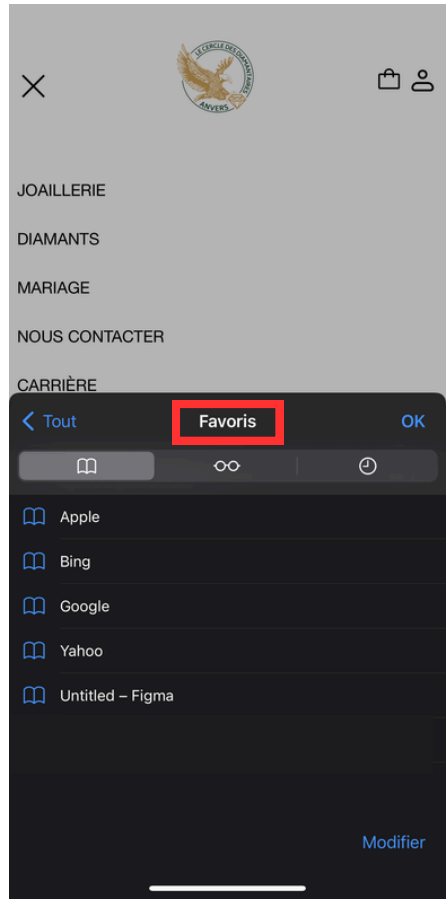 LE CERCLE DES DIAMANTAIRES
ANVERS
JOAILLERIE
DIAMANTS
MARIAGE
NOUS CONTACTER
CARRIÈRE
Tout
Favoris
OK
Apple
Bing
Google
Yahoo
Untitled – Figma
Modifier